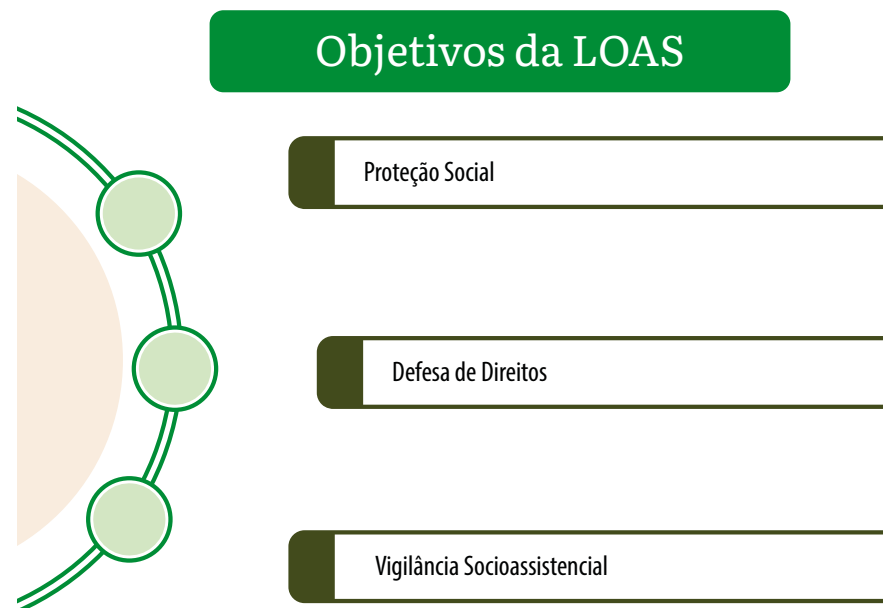 Objetivos da LOAS
Proteção Social
Defesa de Direitos
Vigilância Socioassistencial